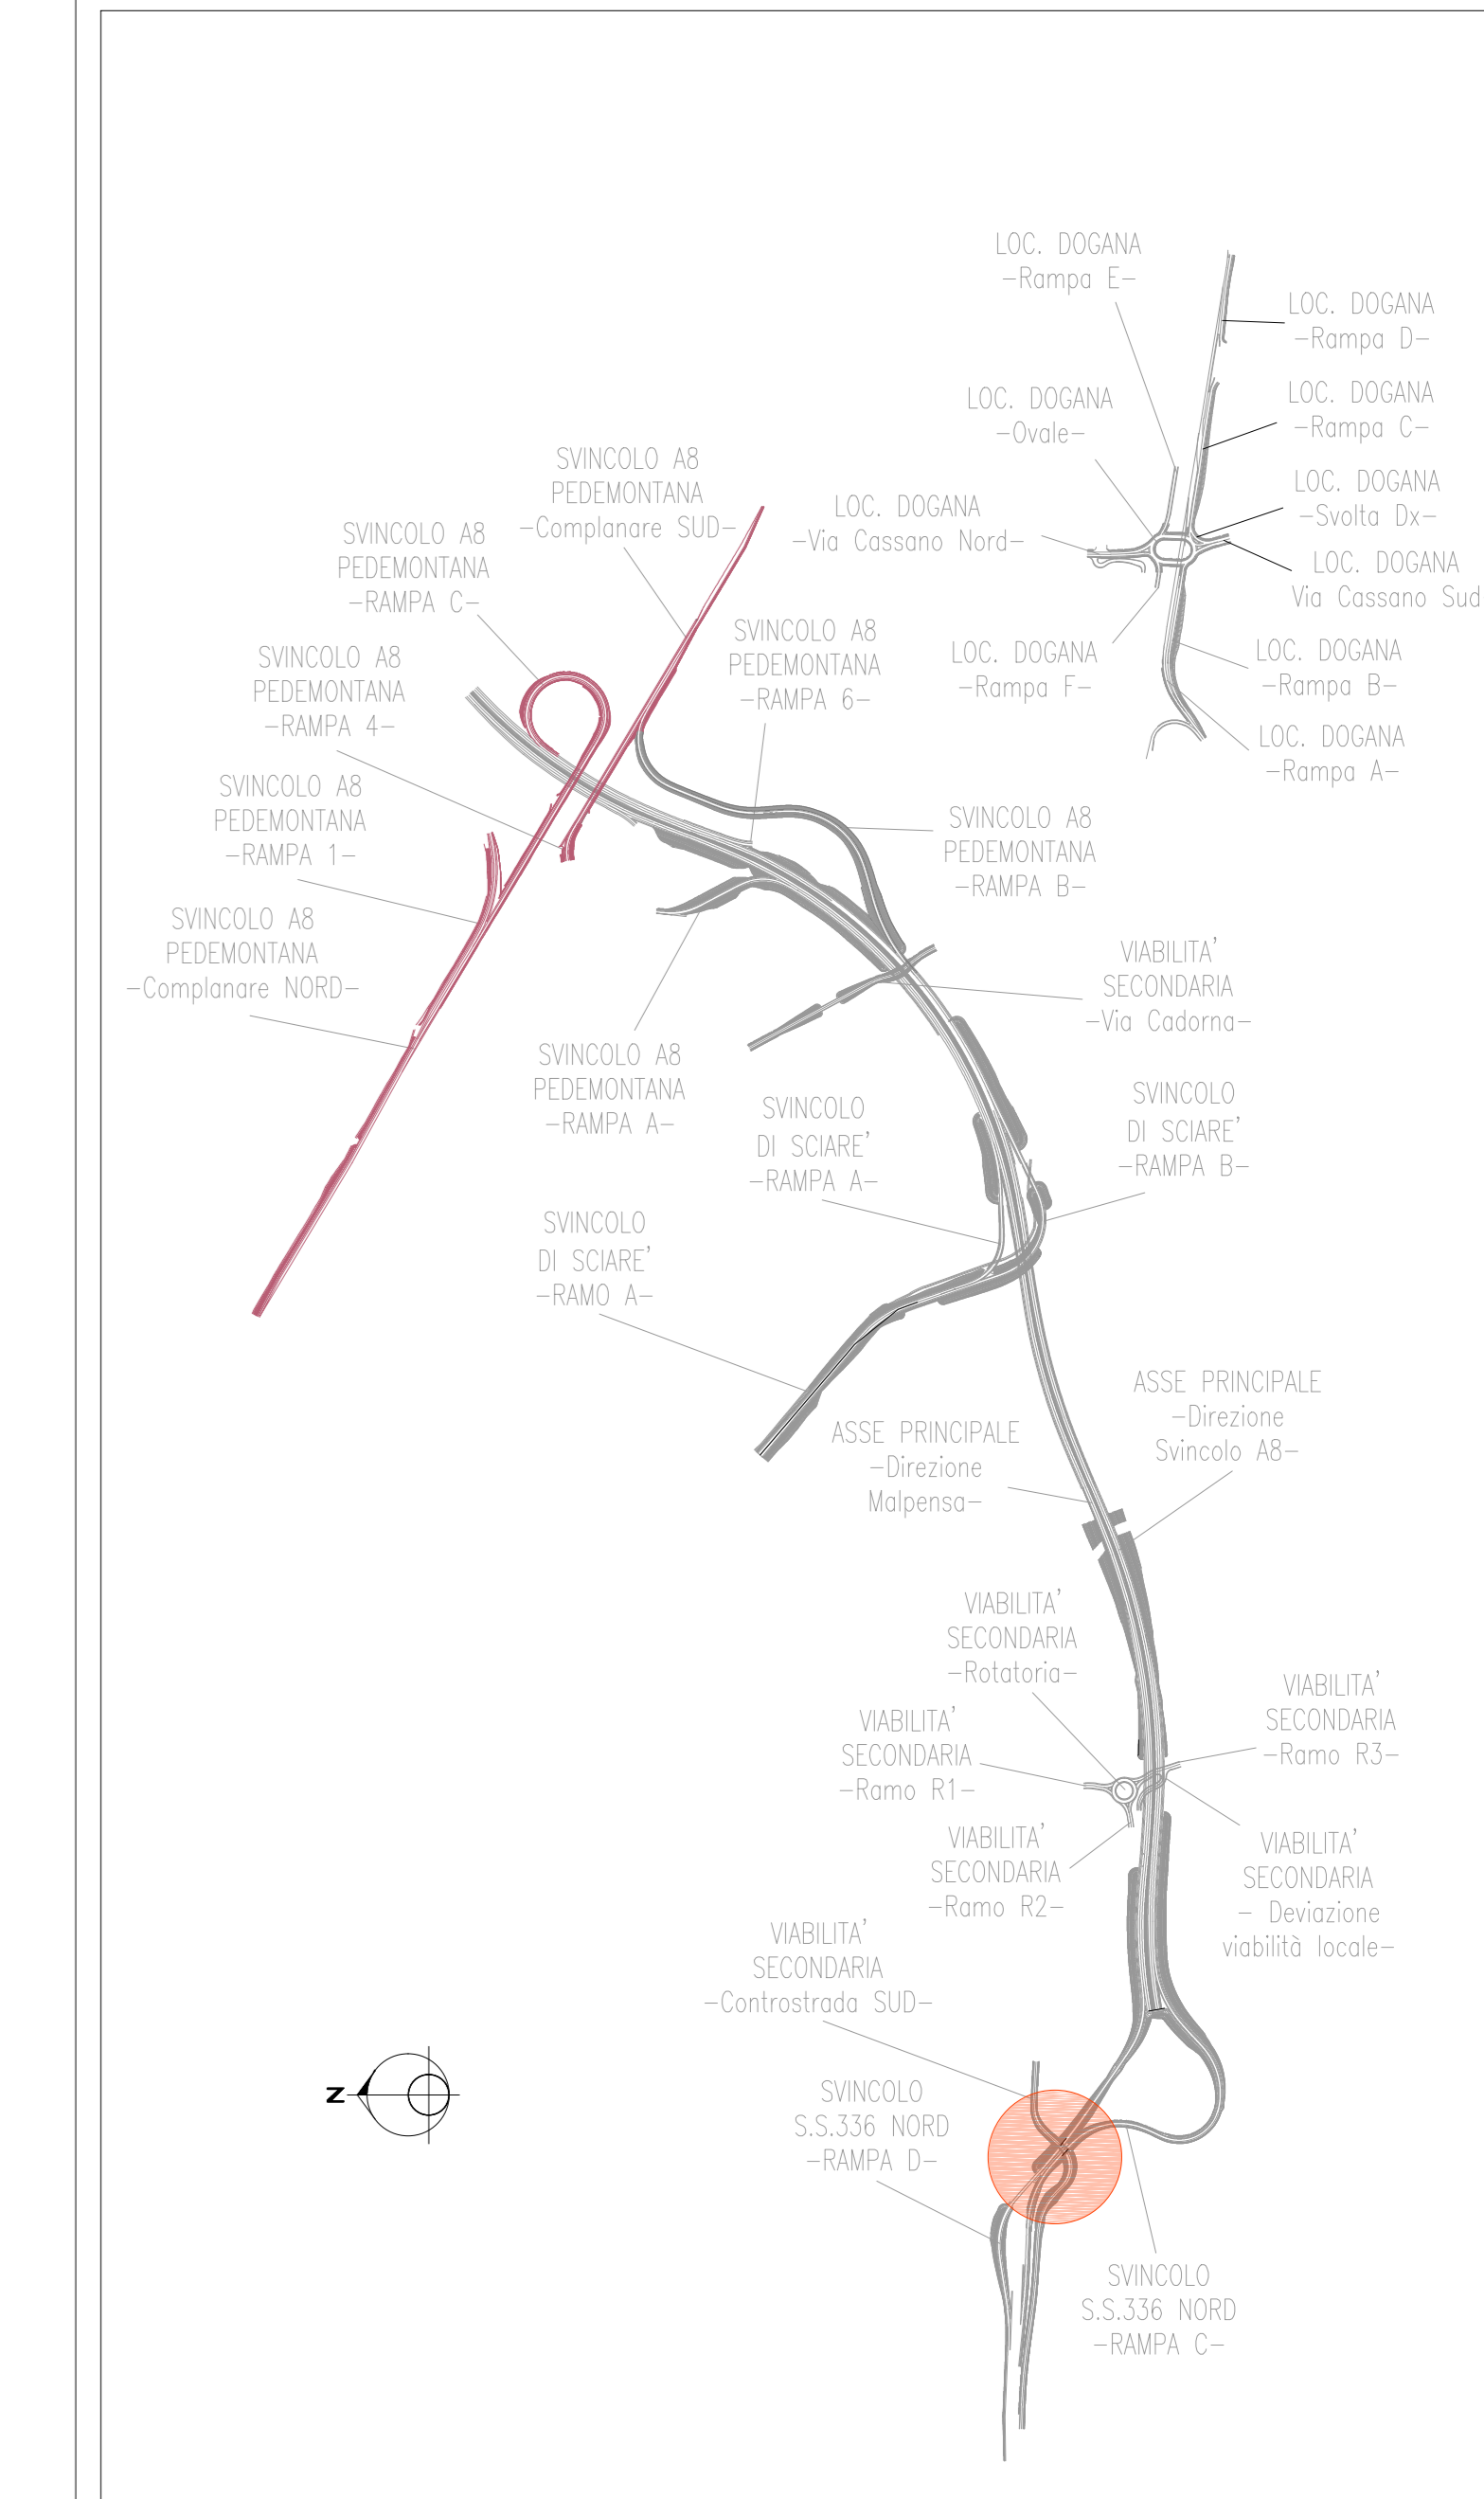 LOC. DOGANA
-Rampa E-
LOC. DOGANA
-Rampa D-
LOC. DOGANA
-Ovale-
LOC. DOGANA
-Rampa C-
SVINCOLO A8
PEDEMONTANA
-Complanare SUD-
LOC. DOGANA
-Svolta Dx-
LOC. DOGANA
-Via Cassano Nord-
SVINCOLO A8
PEDEMONTANA
-RAMPA C-
LOC. DOGANA
Via Cassano Sud
SVINCOLO A8
PEDEMONTANA
-RAMPA 6-
LOC. DOGANA
-Rampa F-
LOC. DOGANA
-Rampa B-
SVINCOLO A8
PEDEMONTANA
-RAMPA 4-
LOC. DOGANA
-Rampa A-
SVINCOLO A8
PEDEMONTANA
-RAMPA 1-
SVINCOLO A8
PEDEMONTANA
-RAMPA B-
SVINCOLO A8
PEDEMONTANA
-Complanare NORD-
VIABILITA'
SECONDARIA
-Via Cadorna-
SVINCOLO A8
PEDEMONTANA
-RAMPA A-
SVINCOLO
DI SCIARE'
-RAMPA A-
SVINCOLO
DI SCIARE'
-RAMPA B-
SVINCOLO
DI SCIARE'
-RAMO A-
ASSE PRINCIPALE
-Direzione
Svincolo A8-
ASSE PRINCIPALE
-Direzione
Malpensa-
VIABILITA'
SECONDARIA
-Rotatoria-
VIABILITA'
SECONDARIA
-Ramo R3-
VIABILITA'
SECONDARIA
-Ramo R1-
VIABILITA'
SECONDARIA
-Ramo R2-
VIABILITA'
SECONDARIA
- Deviazione
viabilità locale-
VIABILITA'
SECONDARIA
-Controstrada SUD-
N
SVINCOLO
S.S.336 NORD
-RAMPA D-
SVINCOLO
S.S.336 NORD
-RAMPA C-